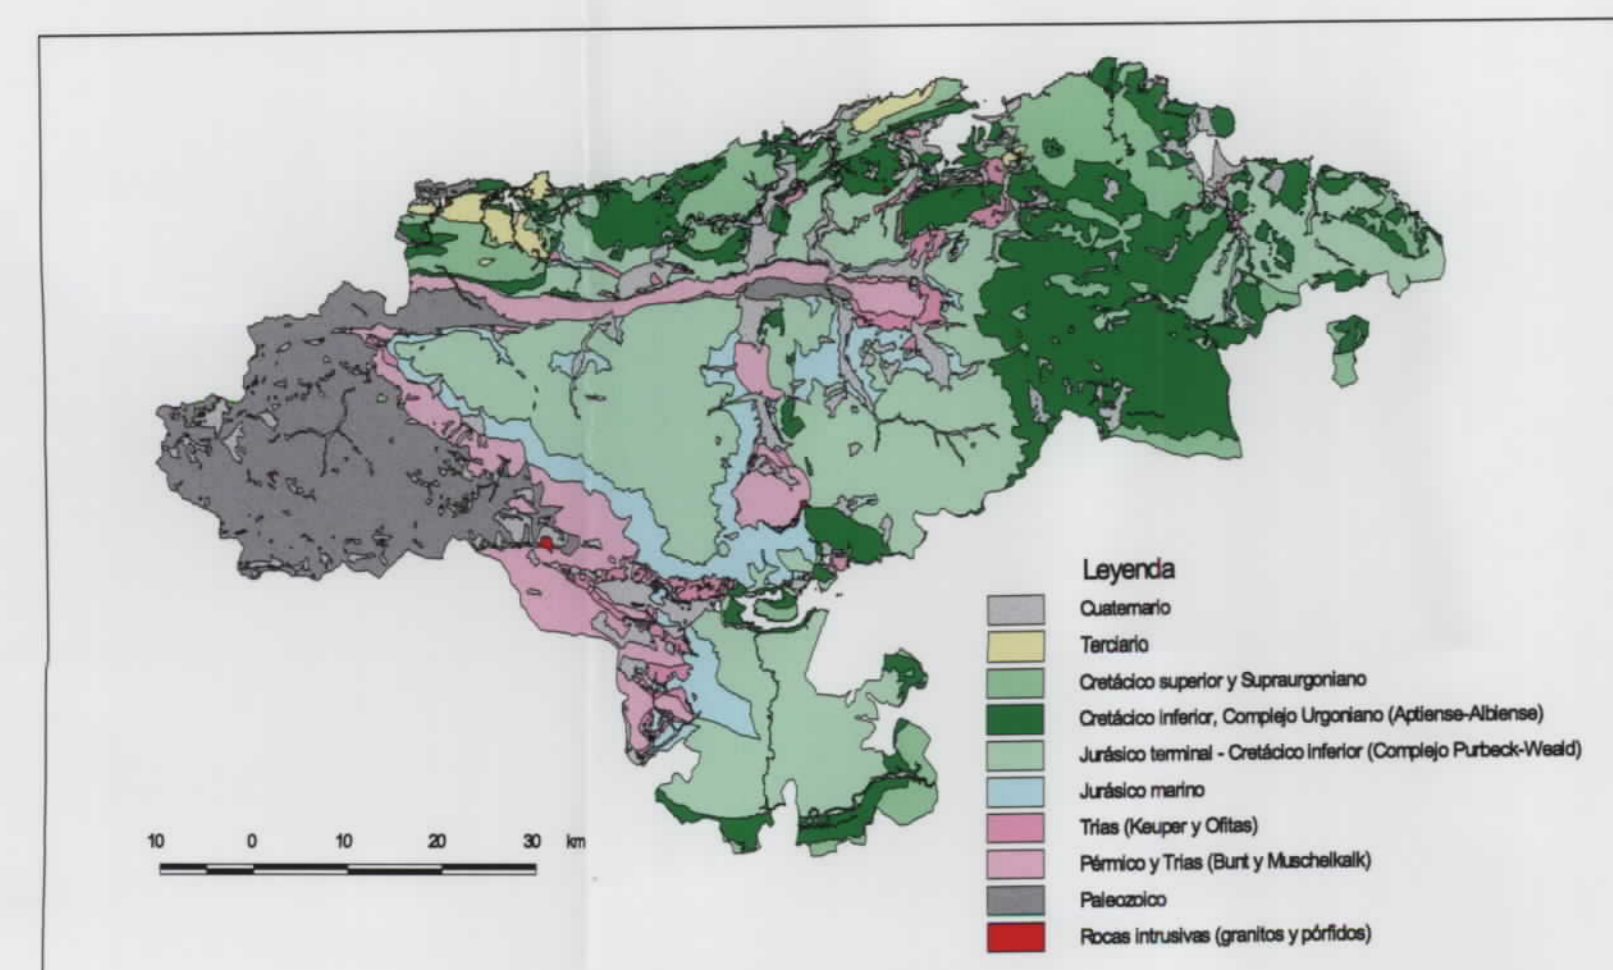 Leyenda
Cuaternario
Terciario
Cretácico superior y Supraurgoniano
Cretácico inferior, Complejo Urgoniano (Aptiense-Albiense)
Jurásico terminal - Cretácico inferior (Complejo Purbeck-Weald)
Jurásico marino
Trias (Keuper y Ofitas)
Pérmico y Trias (Bunt y Muschelkalk)
Paleozoico
Rocas intrusivas (granitos y pórfidos)
10 0 10 20 30 km